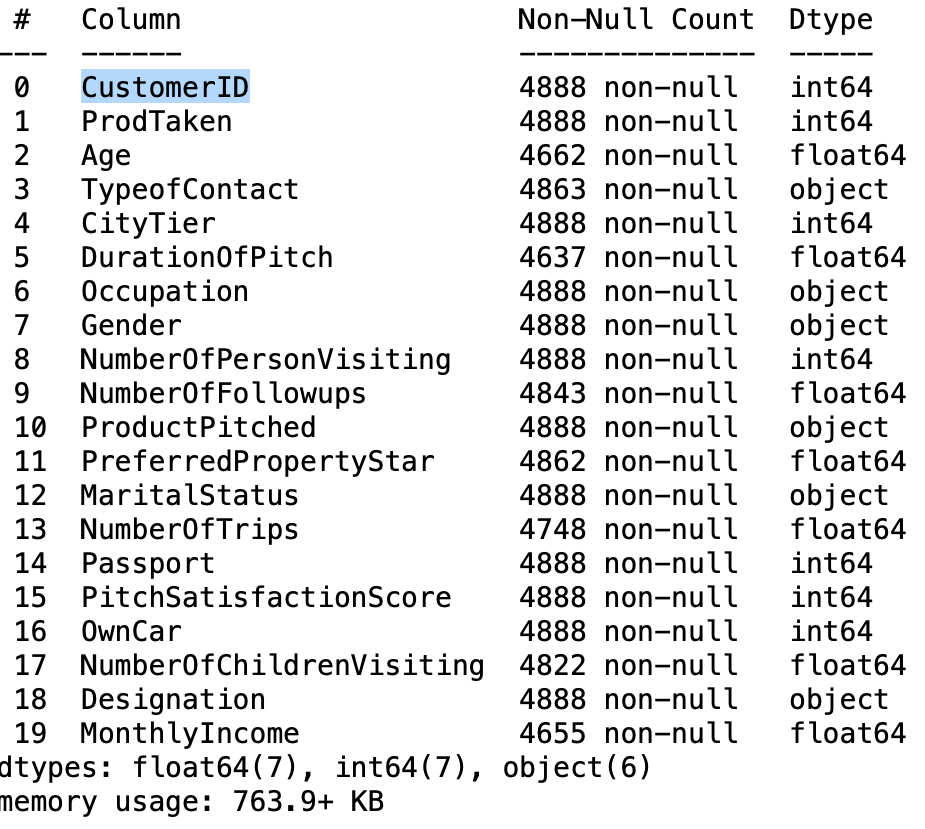 #   Column                    Non-Null Count  Dtype
---  ------                    --------------  -----
0   CustomerID                4888 non-null   int64
1   ProdTaken                 4888 non-null   int64
2   Age                       4662 non-null   float64
3   TypeofContact             4863 non-null   object
4   CityTier                  4888 non-null   int64
5   DurationOfPitch           4637 non-null   float64
6   Occupation                4888 non-null   object
7   Gender                    4888 non-null   object
8   NumberOfPersonVisiting    4888 non-null   int64
9   NumberOfFollowups         4843 non-null   float64
10  ProductPitched            4888 non-null   object
11  PreferredPropertyStar     4862 non-null   float64
12  MaritalStatus             4888 non-null   object
13  NumberOfTrips             4748 non-null   float64
14  Passport                  4888 non-null   int64
15  PitchSatisfactionScore    4888 non-null   int64
16  OwnCar                    4888 non-null   int64
17  NumberOfChildrenVisiting  4822 non-null   float64
18  Designation               4888 non-null   object
19  MonthlyIncome             4655 non-null   float64
dtypes: float64(7), int64(7), object(6)
memory usage: 763.9+ KB